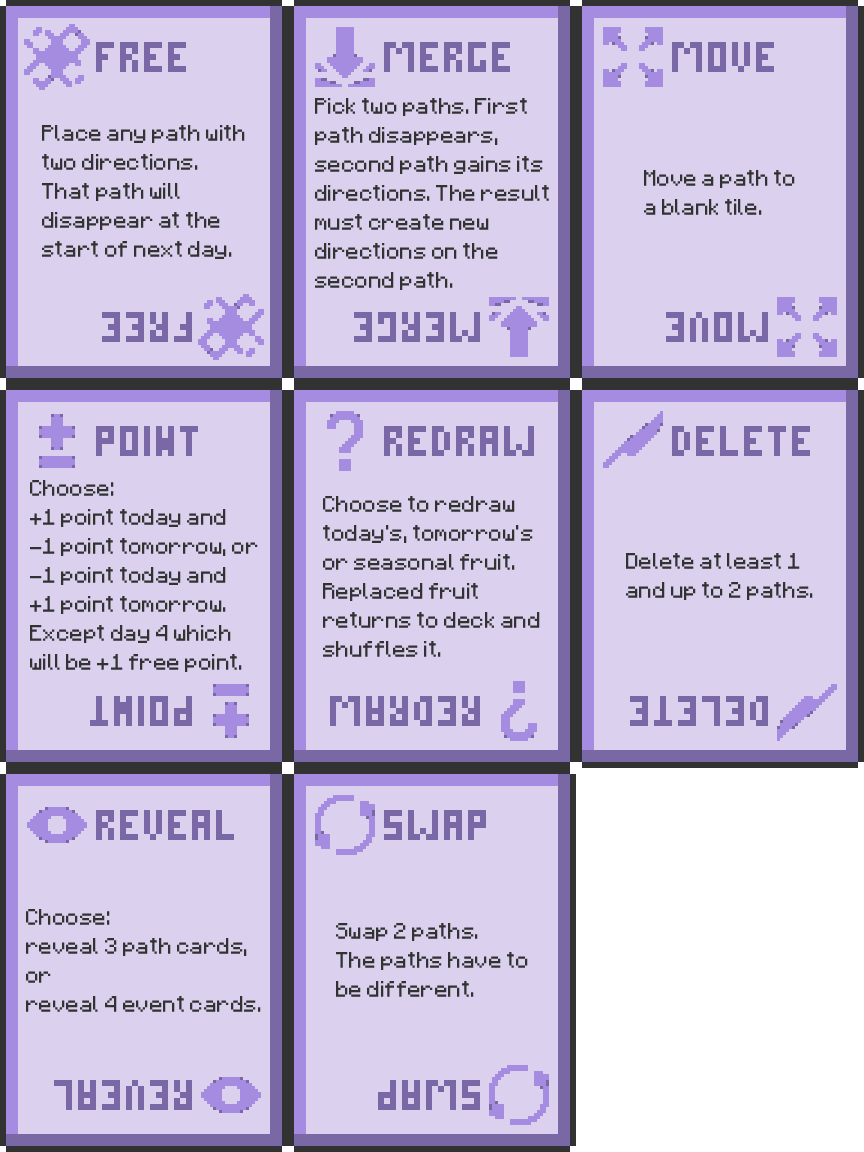 FREE
Place any path with
two directions.
That path will
disappear at the
start of next day.
FREE
MERGE
Pick two paths. First
path disappears,
second path gains its
directions. The result
must create new
directions on the
second path.
MERGE
MOVE
Move a path to
a blank tile.
MOVE
POINT
Choose:
+1 point today and
-1 point tomorrow, or
-1 point today and
+1 point tomorrow.
Except day 4 which
will be +1 free point.
POINT
REDRAW
Choose to redraw
today's, tomorrow's
or seasonal fruit.
Replaced fruit
returns to deck and
shuffles it.
REDRAW
DELETE
Delete at least 1
and up to 2 paths.
DELETE
REVEAL
Choose:
reveal 3 path cards,
or
reveal 4 event cards.
REVEAL
SWAP
Swap 2 paths.
The paths have to
be different.
SWAP